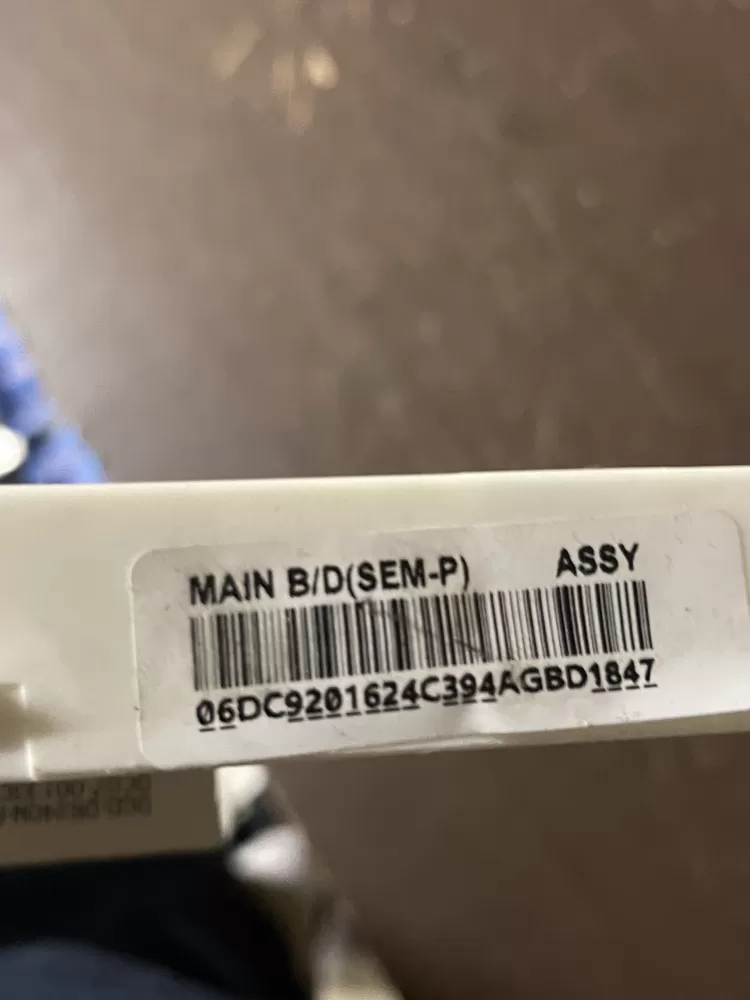 MAIN B/D(SEM-P) ASSY
06DC9201624C394AGBD1847